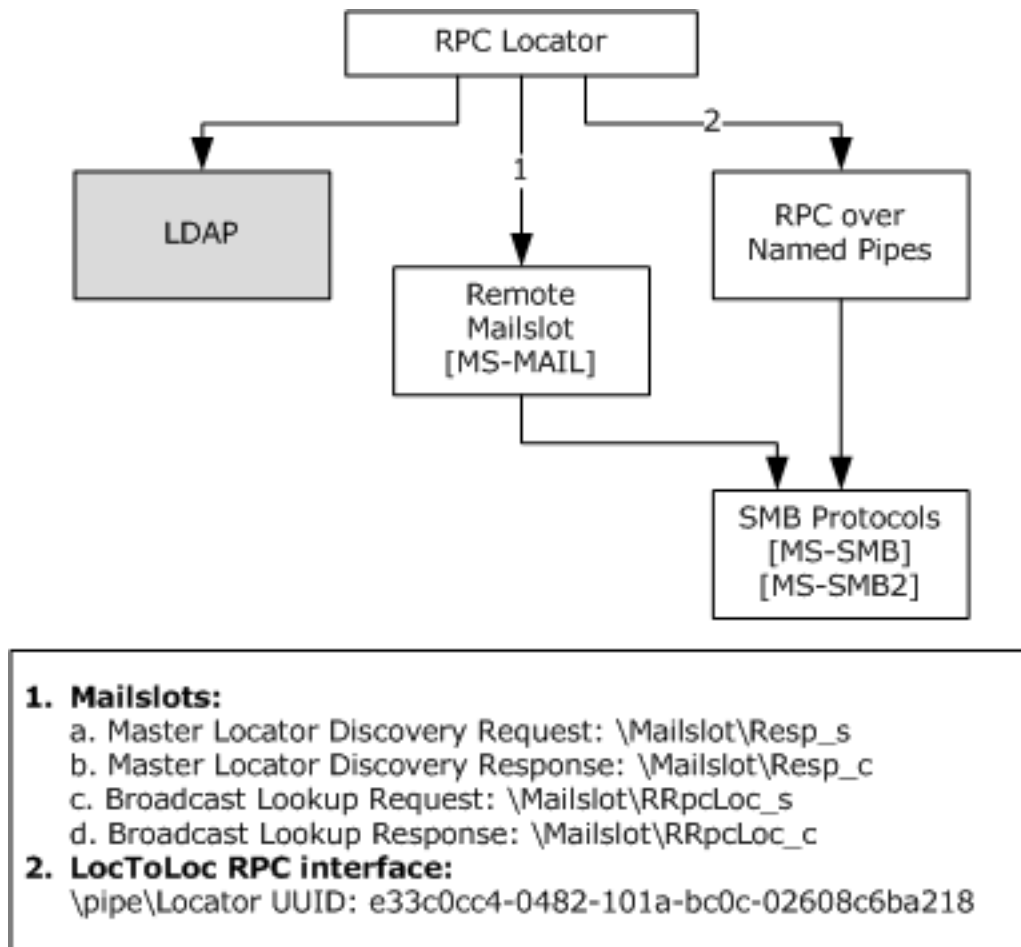 RPC Locator
2
1
LDAP
RPC over
Named Pipes
Remote
Mailslot
[MS-MAIL]
SMB Protocols
[MS-SMB]
[MS-SMB2]
1. Mailslots:
a. Master Locator Discovery Request: \Mailslot\Resp_s
b. Master Locator Discovery Response: \Mailslot\Resp_c
c. Broadcast Lookup Request: \Mailslot\RRpcLoc_s
d. Broadcast Lookup Response: \Mailslot\RRpcLoc_c
2. LocToLoc RPC interface:
\pipe\Locator UUID: e33c0cc4-0482-101a-bc0c-02608c6ba218